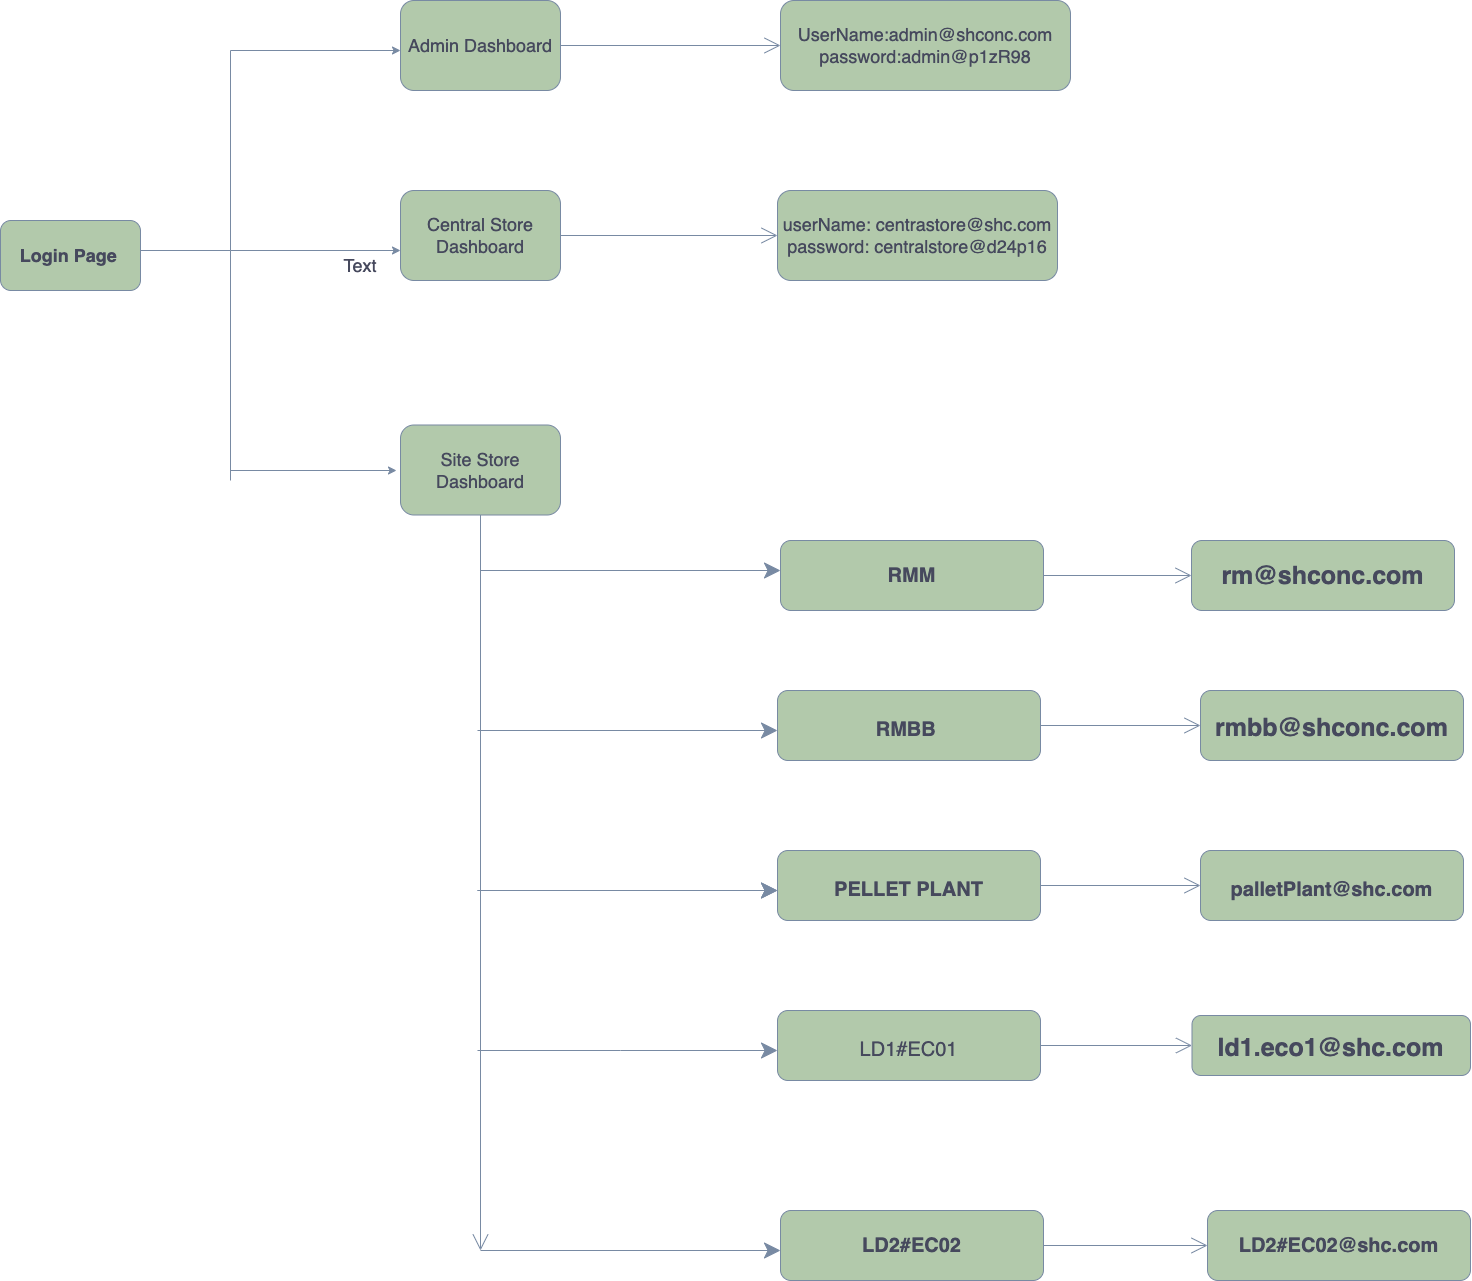 Admin Dashboard
UserName:admin@shconc.com
password:admin@p1zR98
Login Page
Text
Central Store
Dashboard
userName: centrastore@shc.com
password: centralstore@d24p16
Site Store
Dashboard
RMM
rm@shconc.com
RMBB
rmbb@shconc.com
PELLET PLANT
palletPlant@shc.com
LD1#EC01
ld1.eco1@shc.com
LD2#EC02
LD2#EC02@shc.com